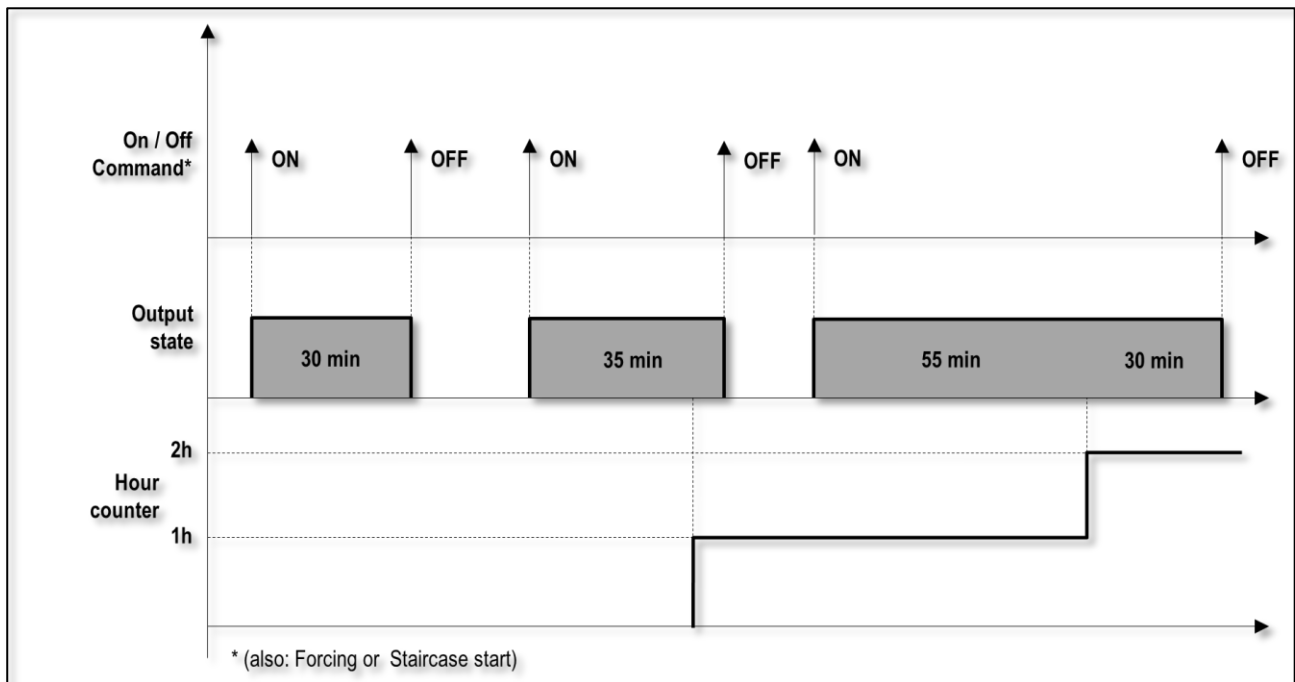 On / Off
Command*
ON
OFF
ON
OFF
ON
OFF
Output
state
30 min
35 min
55 min
30 min
2h
Hour
counter
1h
* (also: Forcing or Staircase start)